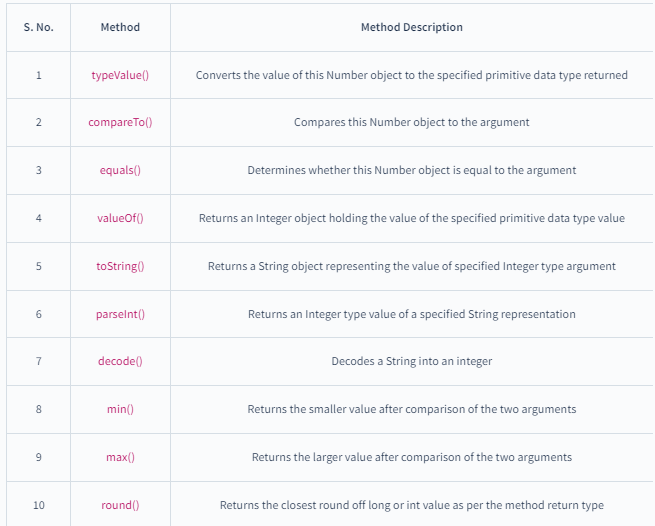 S. No. Method Method Description
1 typeValue() Converts the value of this Number object to the specified primitive data type returned
2 compareTo() Compares this Number object to the argument
3 equals() Determines whether this Number object is equal to the argument
4 valueOf() Returns an Integer object holding the value of the specified primitive data type value
5 toString() Returns a String object representing the value of specified Integer type argument
6 parseInt() Returns an Integer type value of a specified String representation
7 decode() Decodes a String into an integer
8 min() Returns the smaller value after comparison of the two arguments
9 max() Returns the larger value after comparison of the two arguments
10 round() Returns the closest round off long or int value as per the method return type